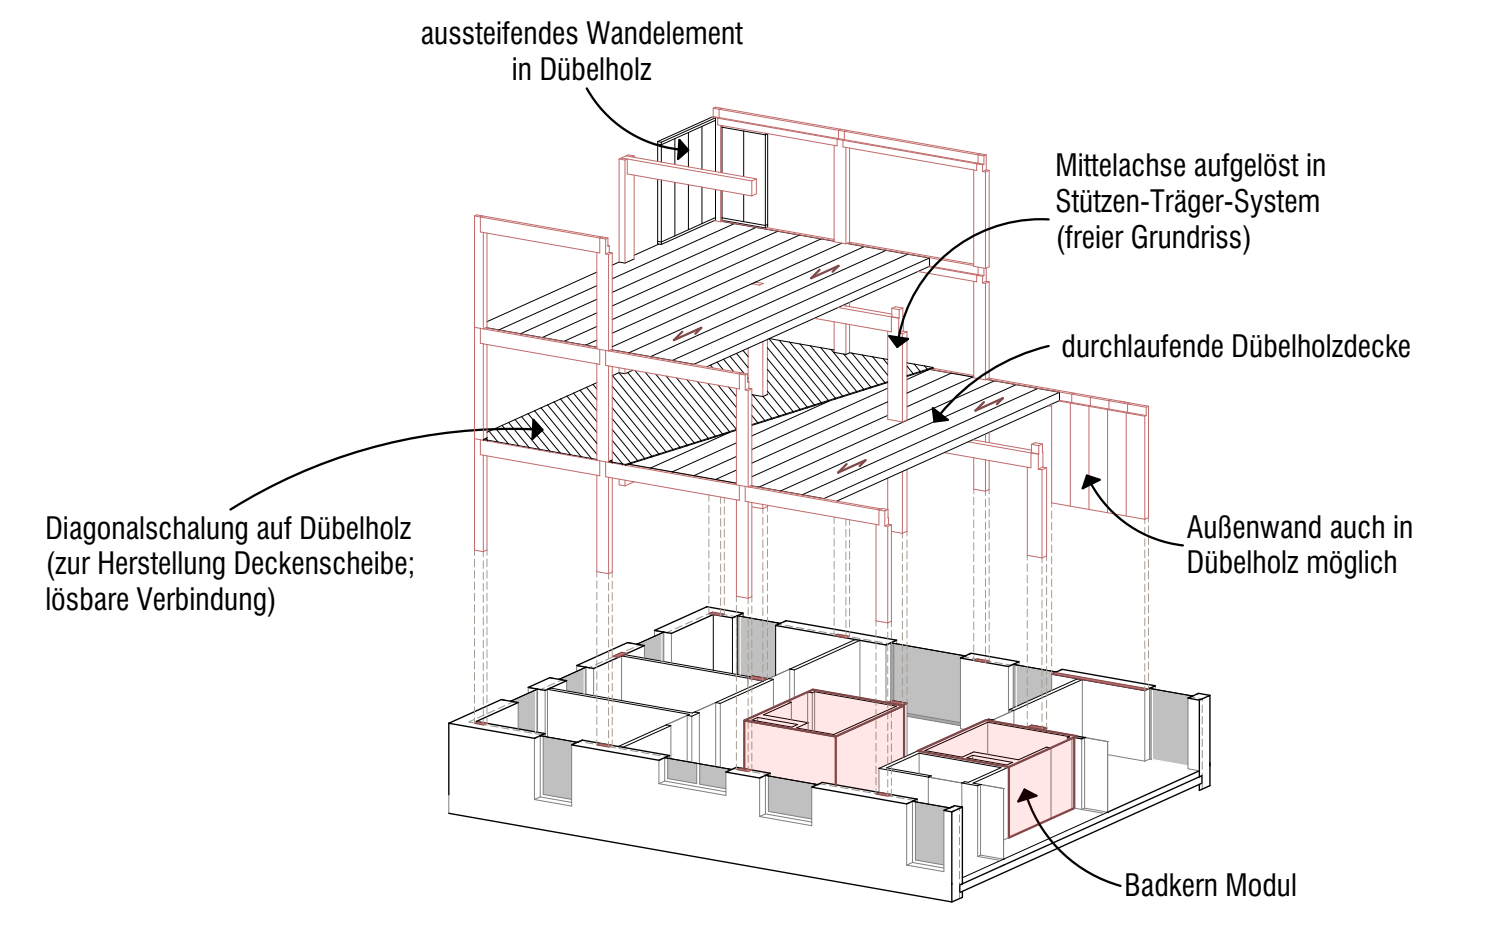 aussteifendes Wandelement
in Dübelholz
Mittelachse aufgelöst in
Stützen-Träger-System
(freier Grundriss)
durchlaufende Dübelholzdecke
Diagonalschalung auf Dübelholz
(zur Herstellung Deckenscheibe;
lösbare Verbindung)
Außenwand auch in
Dübelholz möglich
Badkern Modul